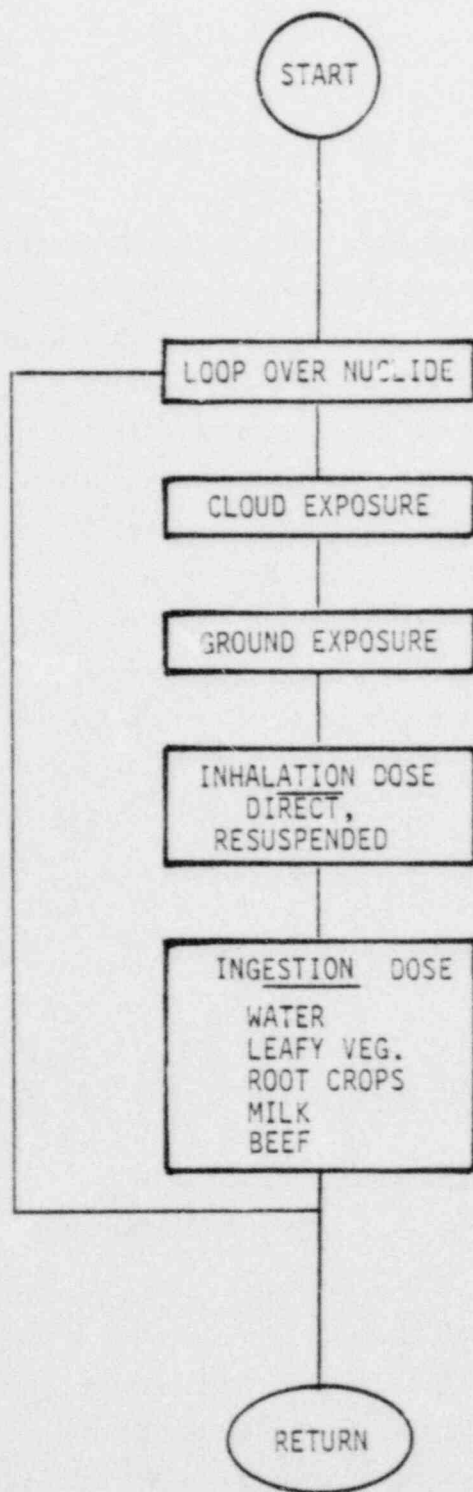 START
LOOP OVER NUCLIDE
CLOUD EXPOSURE
GROUND EXPOSURE
INHALATION DOSE
DIRECT,
RESUSPENDED
INGESTION DOSE
WATER
LEAFY VEG.
ROOT CROPS
MILK
BEEF
RETURN